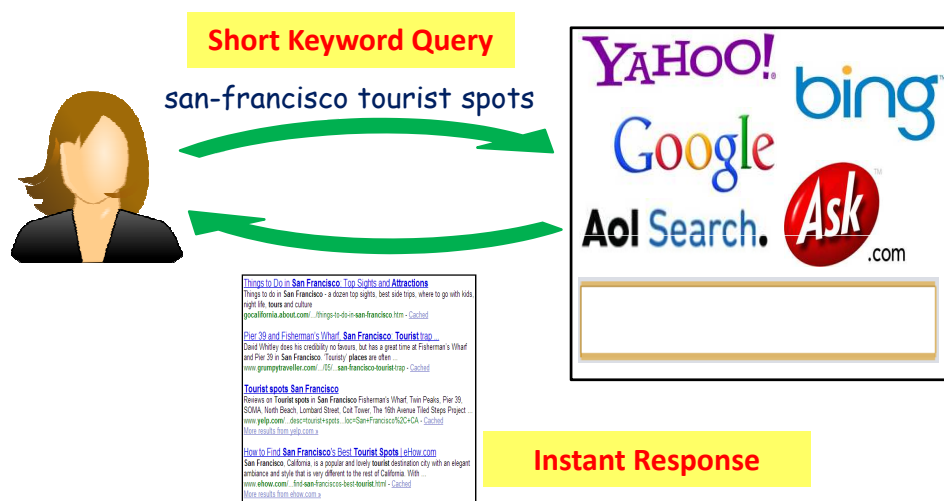 Short Keyword Query
san-francisco tourist spots
YAHOO!
bing™
Google
Aol Search.
Ask™
.com
Things to Do in San Francisco: Top Sights and Attractions
Things to do in San Francisco - a dozen top sights, best side trips, where to go with kids,
night life, tours and culture
gocalifornia.about.com/.../things-to-do-in-san-francisco.htm - Cached
Pier 39 and Fisherman's Wharf, San Francisco: Tourist trap ...
David Whitley does his credibility no favours, but has a great time at Fisherman's Wharf
and Pier 39 in San Francisco. 'Touristy' places are often ...
www.grumpytraveller.com/.../05/...san-francisco-tourist-trap - Cached
Tourist spots San Francisco
Reviews on Tourist spots in San Francisco Fisherman's Wharf, Twin Peaks, Pier 39,
SOMA, North Beach, Lombard Street, Coit Tower, The 16th Avenue Tiled Steps Project ...
www.yelp.com/...desc=tourist+spots...loc=San+Francisco%2C+CA - Cached
More results from yelp.com »
How to Find San Francisco's Best Tourist Spots | eHow.com
San Francisco, California, is a popular and lovely tourist destination city with an elegant
ambiance and style that is very different to the rest of California. With ...
www.ehow.com/...find-san-franciscos-best-tourist.html - Cached
More results from ehow.com »
Instant Response